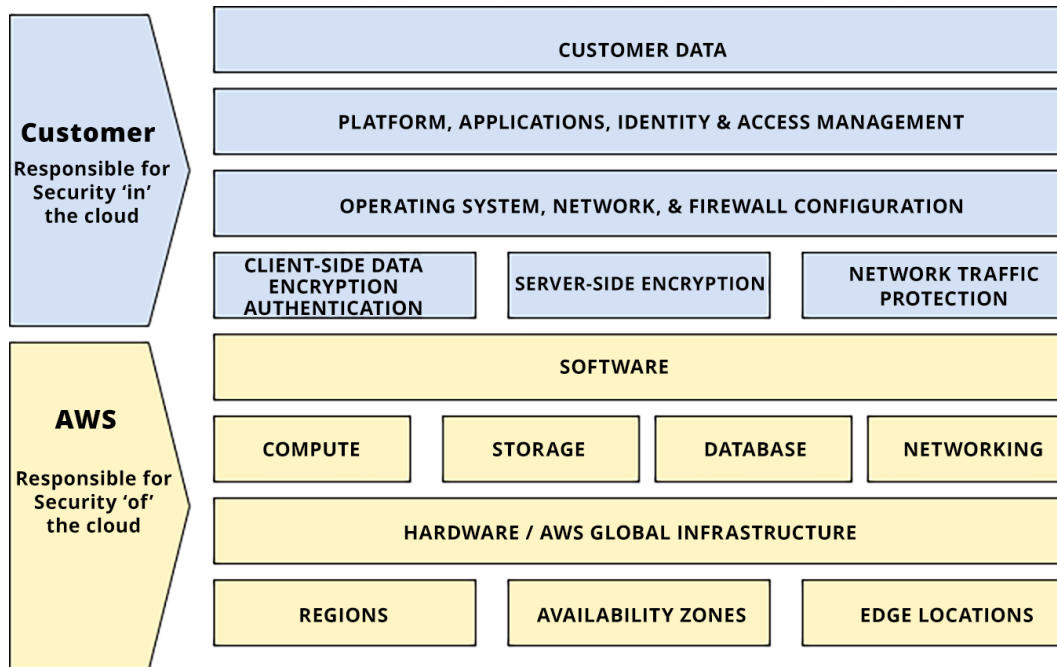 Customer
Responsible for
Security ‘in’
the cloud
CUSTOMER DATA
PLATFORM, APPLICATIONS, IDENTITY & ACCESS MANAGEMENT
OPERATING SYSTEM, NETWORK, & FIREWALL CONFIGURATION
CLIENT-SIDE DATA
ENCRYPTION
AUTHENTICATION
SERVER-SIDE ENCRYPTION
NETWORK TRAFFIC
PROTECTION
AWS
Responsible for
Security ‘of’
the cloud
SOFTWARE
COMPUTE
STORAGE
DATABASE
NETWORKING
HARDWARE / AWS GLOBAL INFRASTRUCTURE
REGIONS
AVAILABILITY ZONES
EDGE LOCATIONS